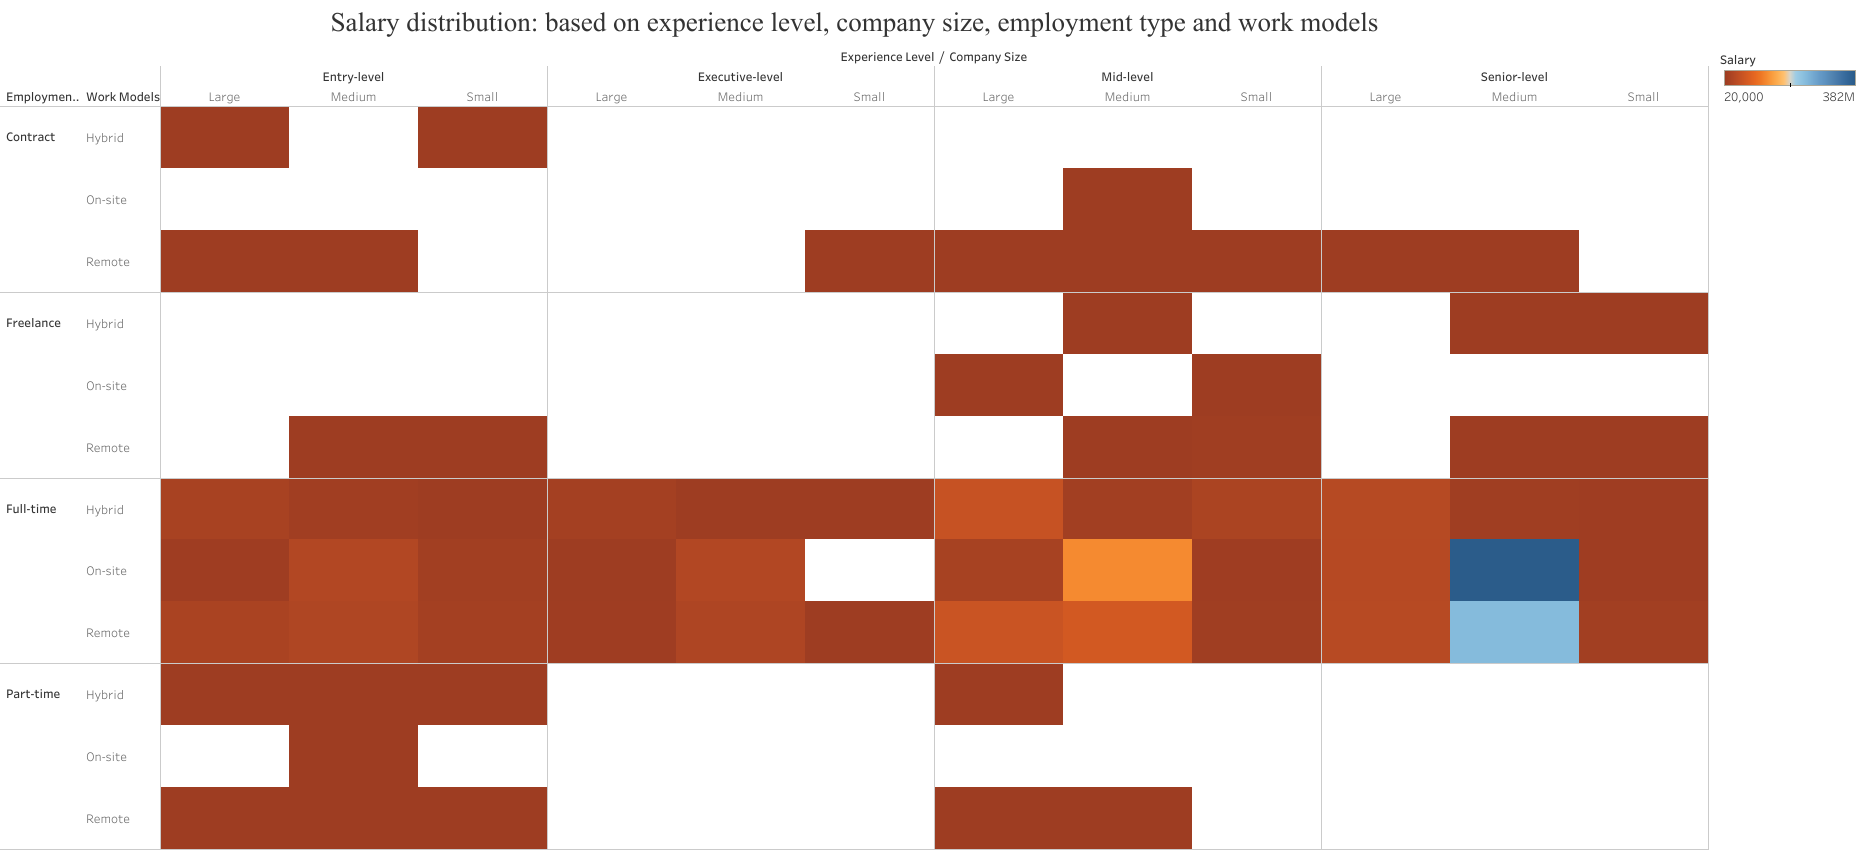 Salary distribution: based on experience level, company size, employment type and work models
Experience Level / Company Size
Salary
20,000 382M
Entry-level Executive-level Mid-level Senior-level
Employmen.. Work Models Large Medium Small Large Medium Small Large Medium Small Large Medium Small
Contract Hybrid
On-site
Remote
Freelance Hybrid
On-site
Remote
Full-time Hybrid
On-site
Remote
Part-time Hybrid
On-site
Remote